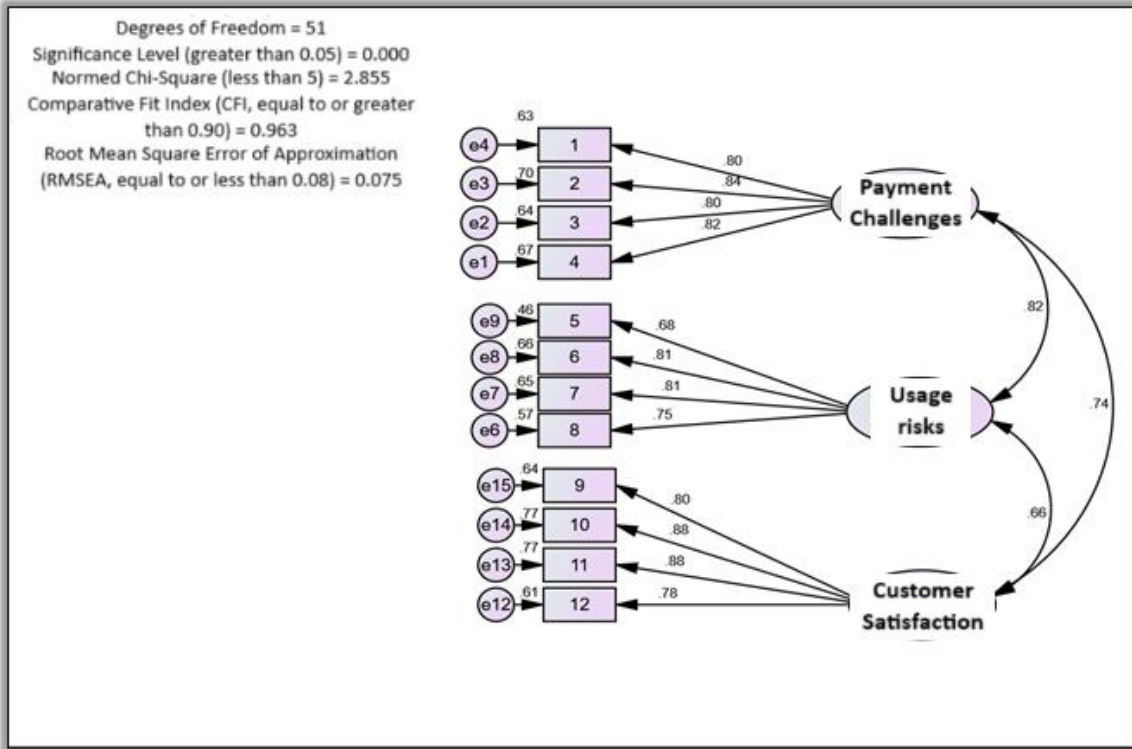 Degrees of Freedom = 51
Significance Level (greater than 0.05) = 0.000
Normed Chi-Square (less than 5) = 2.855
Comparative Fit Index (CFI, equal to or greater
than 0.90) = 0.963
Root Mean Square Error of Approximation
(RMSEA, equal to or less than 0.08) = 0.075
.63
e4
1
.80
.70
e3
2
.84
.64
e2
3
.80
.67
e1
4
.82
Payment
Challenges
.46
e9
5
.68
.66
e8
6
.81
.65
e7
7
.81
.57
e6
8
.75
Usage
risks
.82
.74
.64
e15
9
.80
.77
e14
10
.88
.77
e13
11
.88
.61
e12
12
.78
.66
Customer
Satisfaction